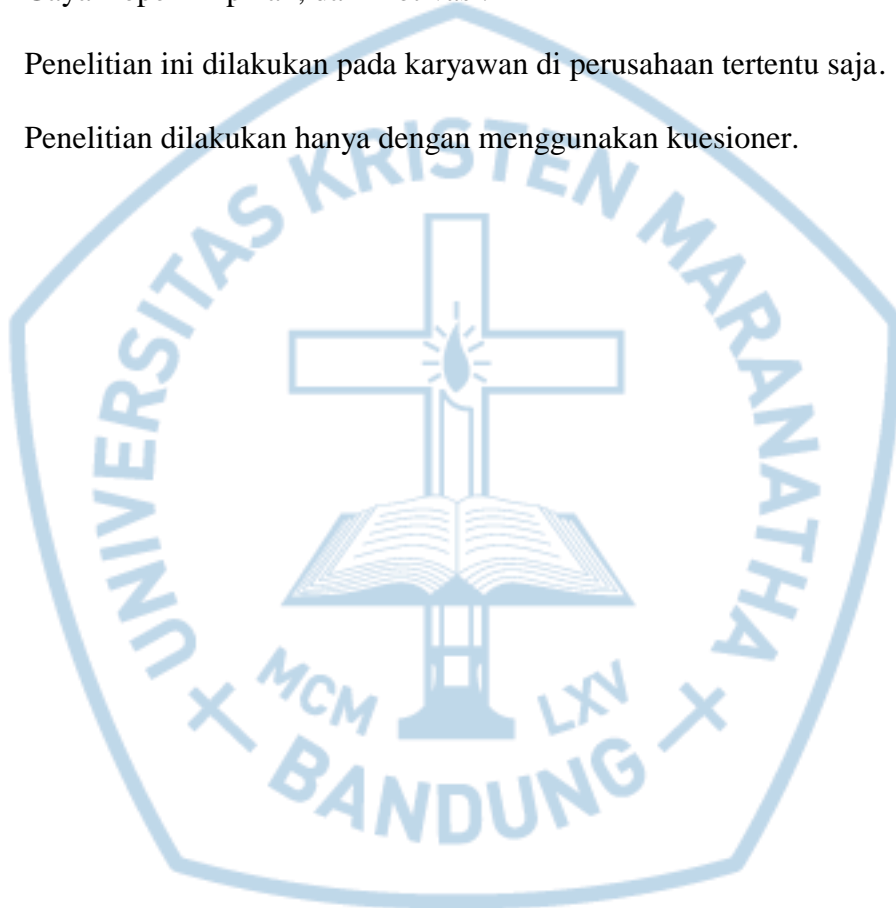 Penelitian ini dilakukan pada karyawan di perusahaan tertentu saja.
Penelitian dilakukan hanya dengan menggunakan kuesioner.
UNIVERSITAS KRISTEN MARANATHA
MCM LXV
BANDUNG